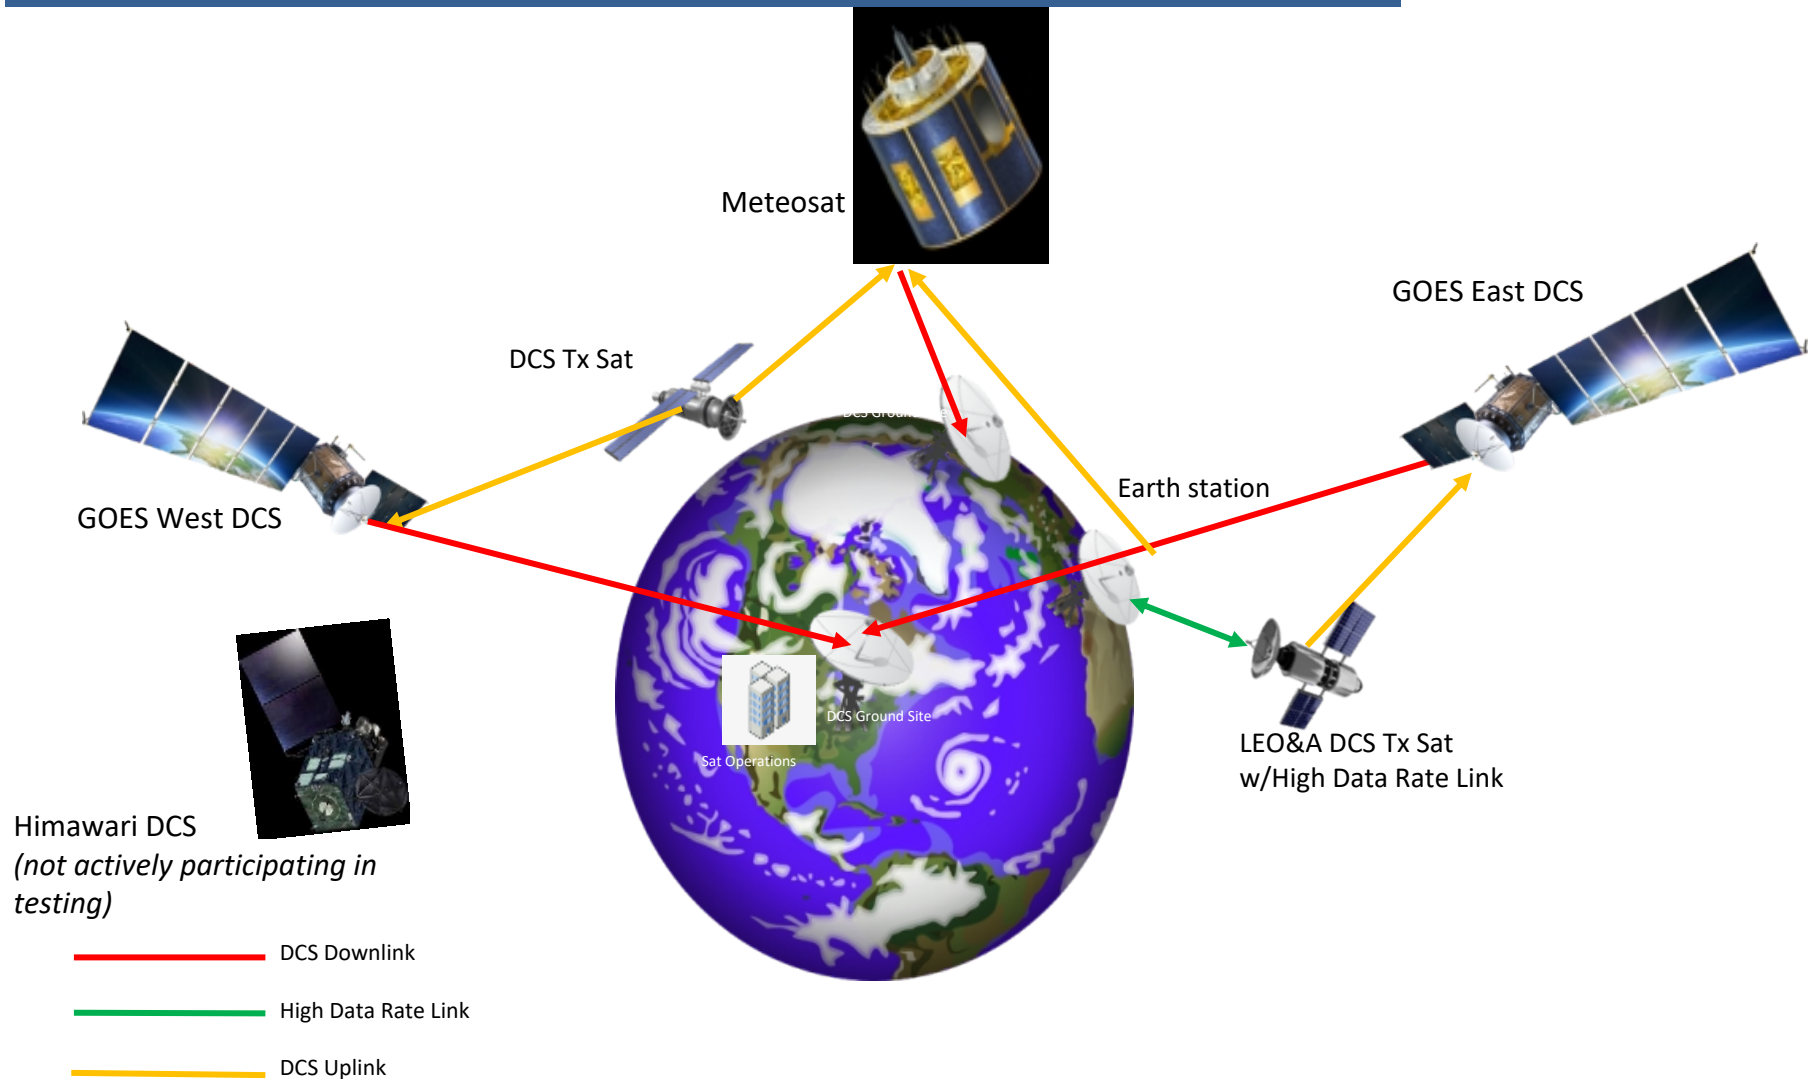 Meteosat
GOES East DCS
DCS Tx Sat
DCS Ground
Earth station
GOES West DCS
DCS Ground Site
Sat Operations
LEO&A DCS Tx Sat
w/High Data Rate Link
Himawari DCS
(not actively participating in
testing)
DCS Downlink
High Data Rate Link
DCS Uplink